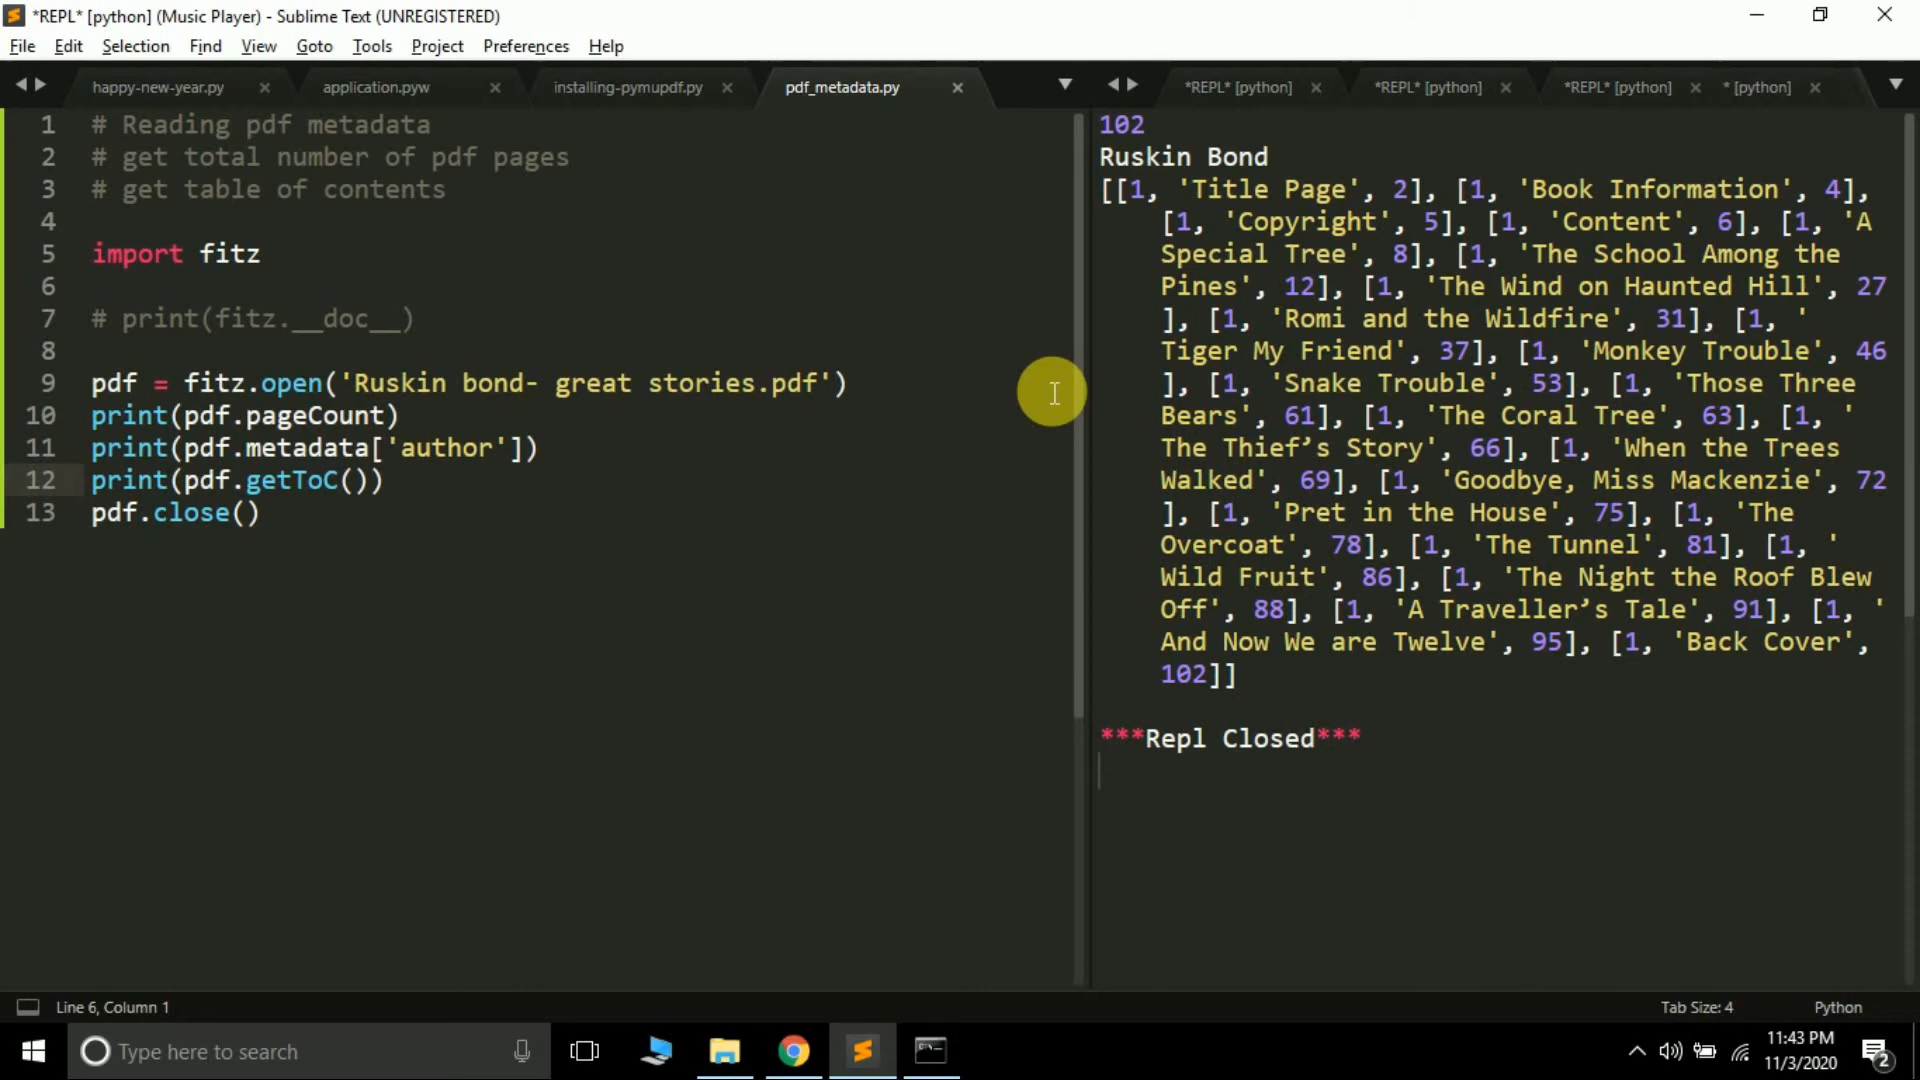 *REPL* [python] (Music Player) - Sublime Text (UNREGISTERED)
File Edit Selection Find View Goto Tools Project Preferences Help
happy-new-year.py application.pyw installing-pymupdf.py pdf_metadata.py
*REPL* [python] *REPL* [python] *REPL* [python] * [python]
1 # Reading pdf metadata
2 # get total number of pdf pages
3 # get table of contents
4
5 import fitz
6
7 # print(fitz.__doc__)
8
9 pdf = fitz.open('Ruskin bond- great stories.pdf')
10 print(pdf.pageCount)
11 print(pdf.metadata['author'])
12 print(pdf.getToC())
13 pdf.close()
102
Ruskin Bond
[[1, 'Title Page', 2], [1, 'Book Information', 4],
[1, 'Copyright', 5], [1, 'Content', 6], [1, 'A
Special Tree', 8], [1, 'The School Among the
Pines', 12], [1, 'The Wind on Haunted Hill', 27
], [1, 'Romi and the Wildfire', 31], [1, '
Tiger My Friend', 37], [1, 'Monkey Trouble', 46
], [1, 'Snake Trouble', 53], [1, 'Those Three
Bears', 61], [1, 'The Coral Tree', 63], [1, '
The Thief’s Story', 66], [1, 'When the Trees
Walked', 69], [1, 'Goodbye, Miss Mackenzie', 72
], [1, 'Pret in the House', 75], [1, 'The
Overcoat', 78], [1, 'The Tunnel', 81], [1, '
Wild Fruit', 86], [1, 'The Night the Roof Blew
Off', 88], [1, 'A Traveller’s Tale', 91], [1, '
And Now We are Twelve', 95], [1, 'Back Cover',
102]]
***Repl Closed***
Line 6, Column 1
Tab Size: 4 Python
Type here to search
11:43 PM
11/3/2020
2